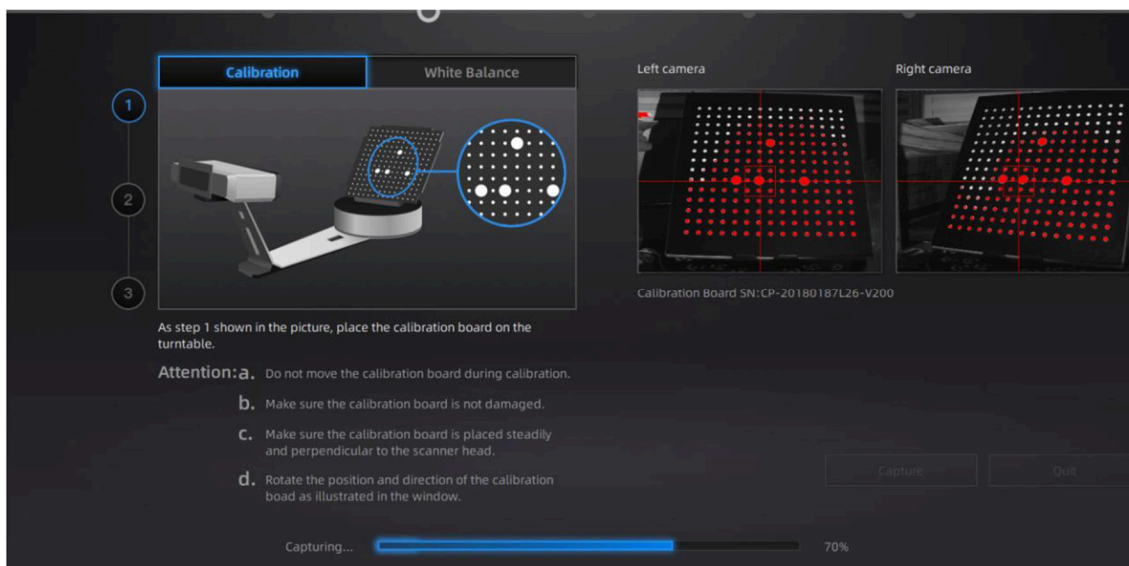 Calibration
White Balance
Left camera
Right camera
1
2
3
Calibration Board SN:CP-20180187L26-V200
As step 1 shown in the picture, place the calibration board on the
turntable.
Attention:a. Do not move the calibration board during calibration.
b. Make sure the calibration board is not damaged.
c. Make sure the calibration board is placed steadily
and perpendicular to the scanner head.
d. Rotate the position and direction of the calibration
boad as illustrated in the window.
Capture
Quit
Capturing...
70%